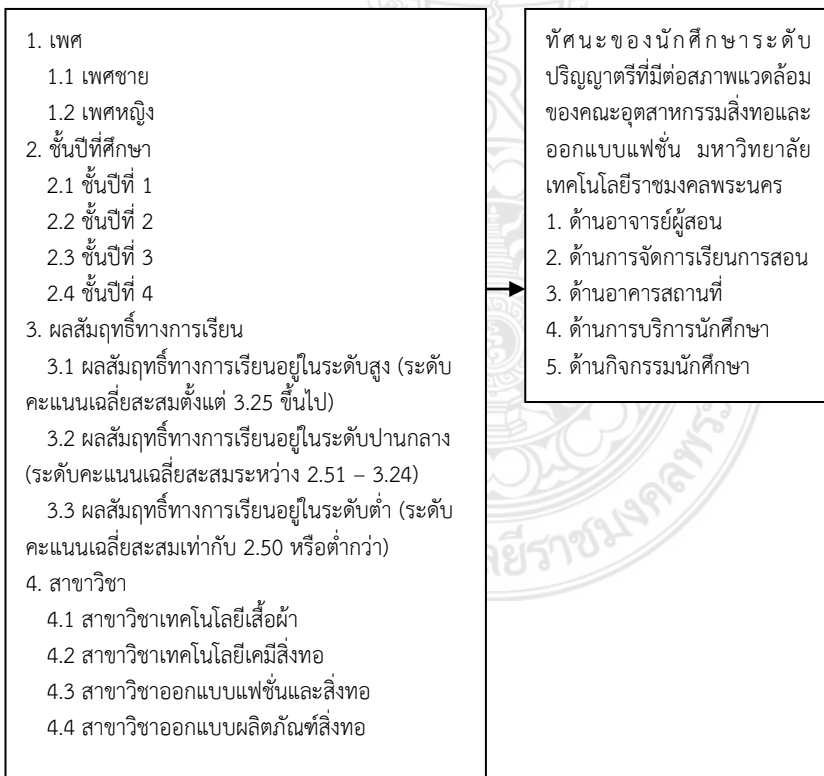 1. เพศ
1.1 เพศชาย
1.2 เพศหญิง
2. ชั้นปีที่ศึกษา
2.1 ชั้นปีที่ 1
2.2 ชั้นปีที่ 2
2.3 ชั้นปีที่ 3
2.4 ชั้นปีที่ 4
3. ผลสัมฤทธิ์ทางการเรียน
3.1 ผลสัมฤทธิ์ทางการเรียนอยู่ในระดับสูง (ระดับ
คะแนนเฉลี่ยสะสมตั้งแต่ 3.25 ขึ้นไป)
3.2 ผลสัมฤทธิ์ทางการเรียนอยู่ในระดับปานกลาง
(ระดับคะแนนเฉลี่ยสะสมระหว่าง 2.51 – 3.24)
3.3 ผลสัมฤทธิ์ทางการเรียนอยู่ในระดับต่ำ (ระดับ
คะแนนเฉลี่ยสะสมเท่ากับ 2.50 หรือต่ำกว่า)
4. สาขาวิชา
4.1 สาขาวิชาเทคโนโลยีเสื้อผ้า
4.2 สาขาวิชาเทคโนโลยีเคมีสิ่งทอ
4.3 สาขาวิชาออกแบบแฟชั่นและสิ่งทอ
4.4 สาขาวิชาออกแบบผลิตภัณฑ์สิ่งทอ
ทัศนะของนักศึกษาระดับ
ปริญญาตรีที่มีต่อสภาพแวดล้อม
ของคณะอุตสาหกรรมสิ่งทอและ
ออกแบบแฟชั่น มหาวิทยาลัย
เทคโนโลยีราชมงคลพระนคร
1. ด้านอาจารย์ผู้สอน
2. ด้านการจัดการเรียนการสอน
3. ด้านอาคารสถานที่
4. ด้านการบริการนักศึกษา
5. ด้านกิจกรรมนักศึกษา